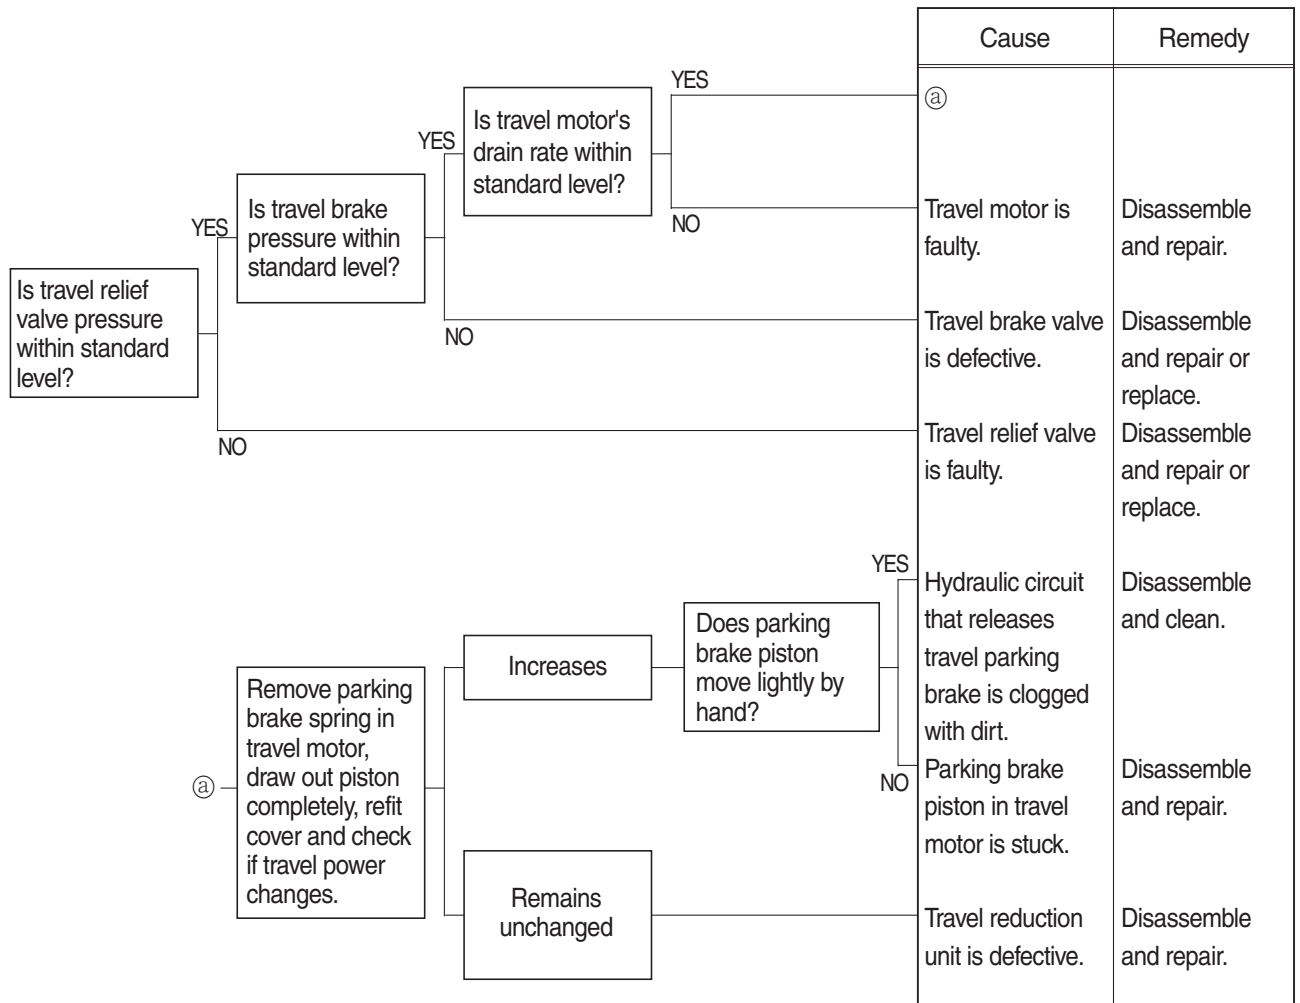 Cause
Remedy
YES
ⓐ
Is travel motor's
drain rate within
standard level?
YES
NO
Travel motor is
faulty.
Disassemble
and repair.
Is travel brake
pressure within
standard level?
YES
NO
Travel brake valve
is defective.
Disassemble
and repair or
replace.
Is travel relief
valve pressure
within standard
level?
NO
Travel relief valve
is faulty.
Disassemble
and repair or
replace.
ⓐ
Remove parking
brake spring in
travel motor,
draw out piston
completely, refit
cover and check
if travel power
changes.
Increases
Does parking
brake piston
move lightly by
hand?
YES
Hydraulic circuit
that releases
travel parking
brake is clogged
with dirt.
Disassemble
and clean.
NO
Parking brake
piston in travel
motor is stuck.
Disassemble
and repair.
Remains
unchanged
Travel reduction
unit is defective.
Disassemble
and repair.